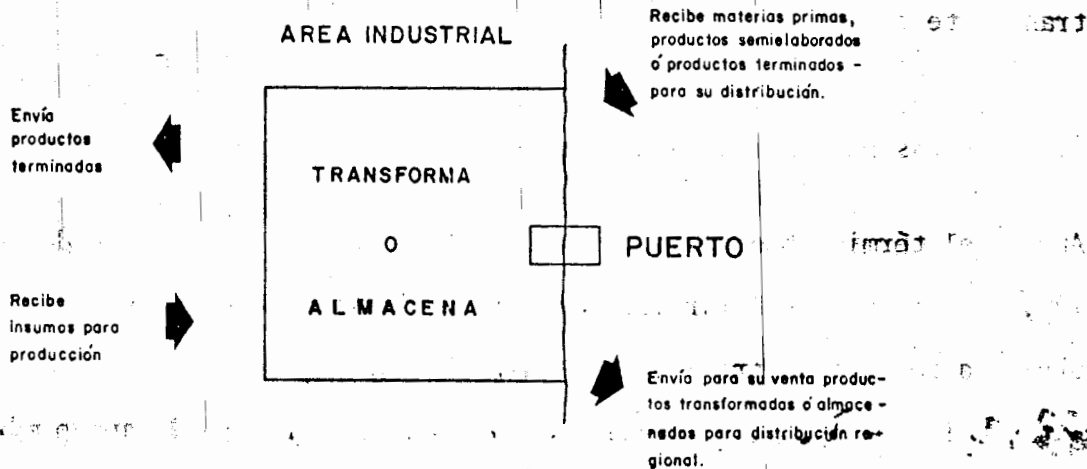 AREA INDUSTRIAL
Recibe materias primas,
productos semielaborados
ó productos terminados -
para su distribución.
Envía
productos
terminados
TRANSFORMA
O
ALMACENA
PUERTO
Recibe
insumos para
producción
Envía para su venta produc-
tos transformados ó almace-
nados para distribución re-
gional.